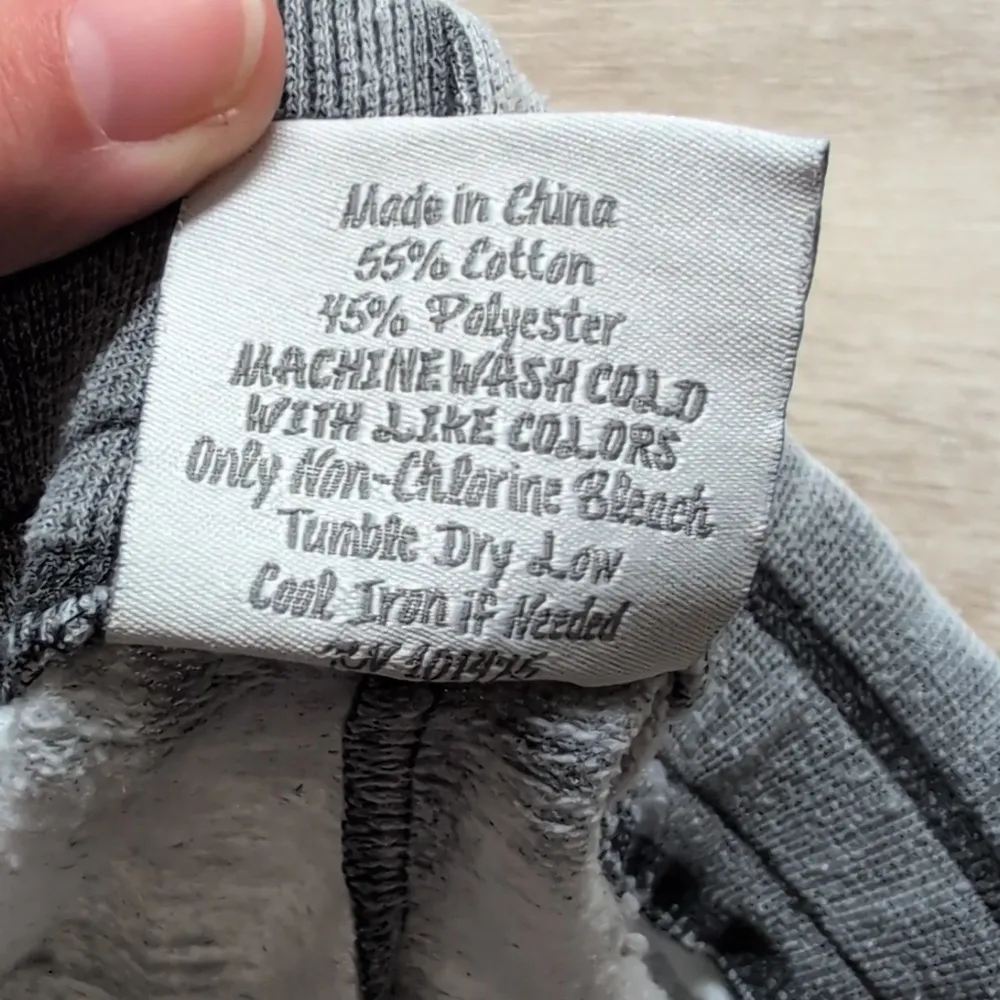 Made in China
55% Cotton
45% Polyester
MACHINE WASH COLD
WITH LIKE COLORS
Only Non-Chlorine Bleach
Tumble Dry Low
Cool Iron if Needed